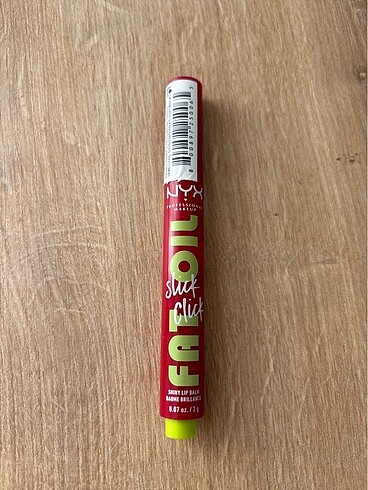 NYX
PROFESSIONAL
MAKEUP
FAT OIL
slick
click
SHINY LIP BALM
BAUME BRILLANCE
0.07 oz. / 2 g